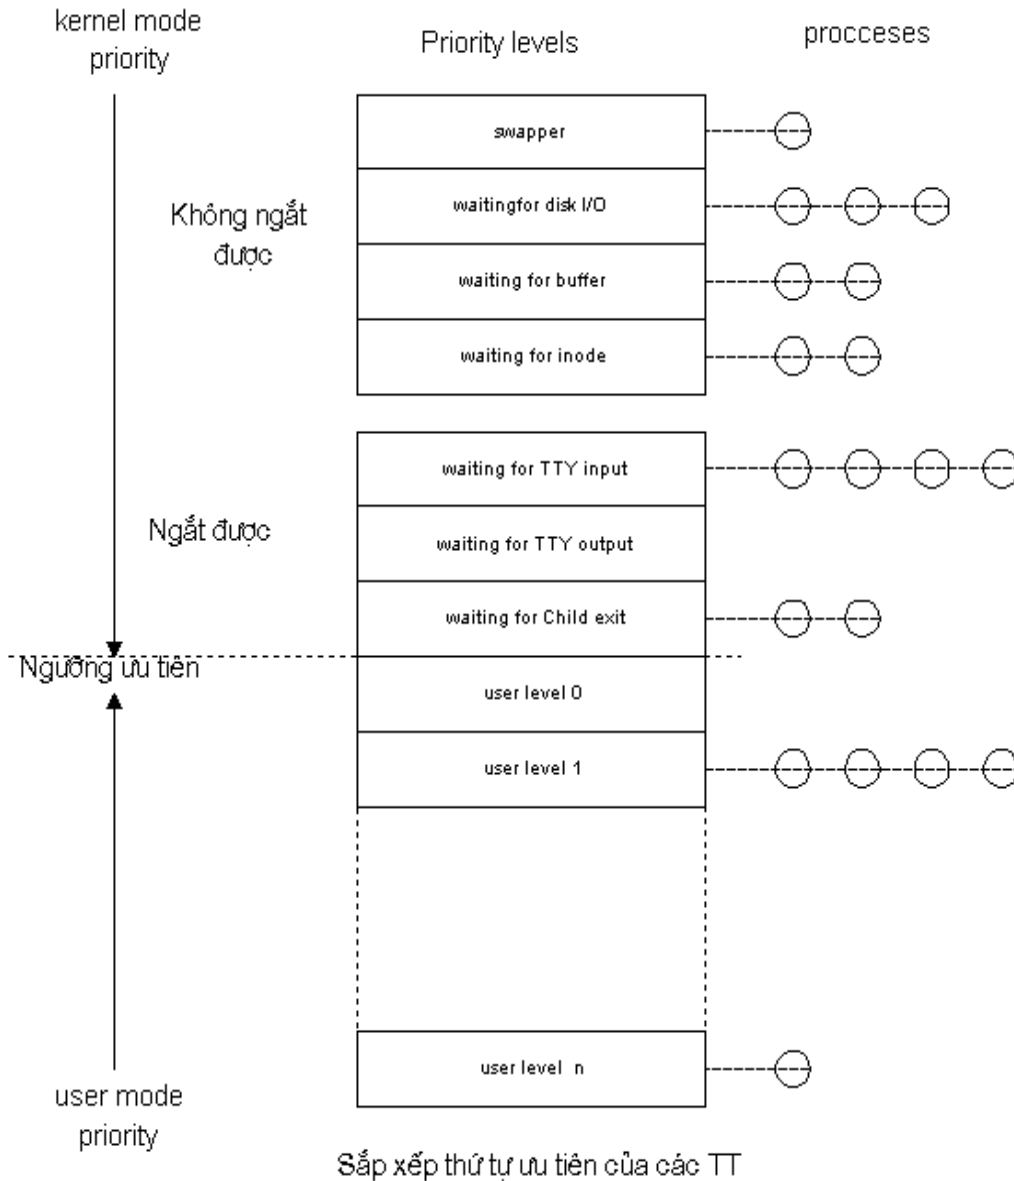 kernel mode
priority
Priority levels
procceses
swapper
Không ngắt
được
waitingfor disk I/O
waiting for buffer
waiting for inode
waiting for TTY input
Ngắt được
waiting for TTY output
waiting for Child exit
Ngưỡng ưu tiên
user level 0
user level 1
user level n
user mode
priority
Sắp xếp thứ tự ưu tiên của các TT